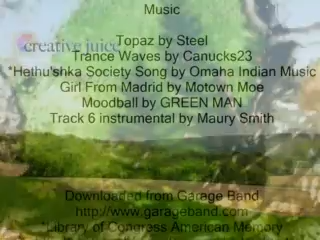 Music
creative juice
Topaz by Steel
Trance Waves by Canucks23
*Hethu'shka Society Song by Omaha Indian Music
Girl From Madrid by Motown Moe
Moodball by GREEN MAN
Track 6 instrumental by Maury Smith
Downloaded from Garage Band
http://www.garageband.com
*Library of Congress American Memory